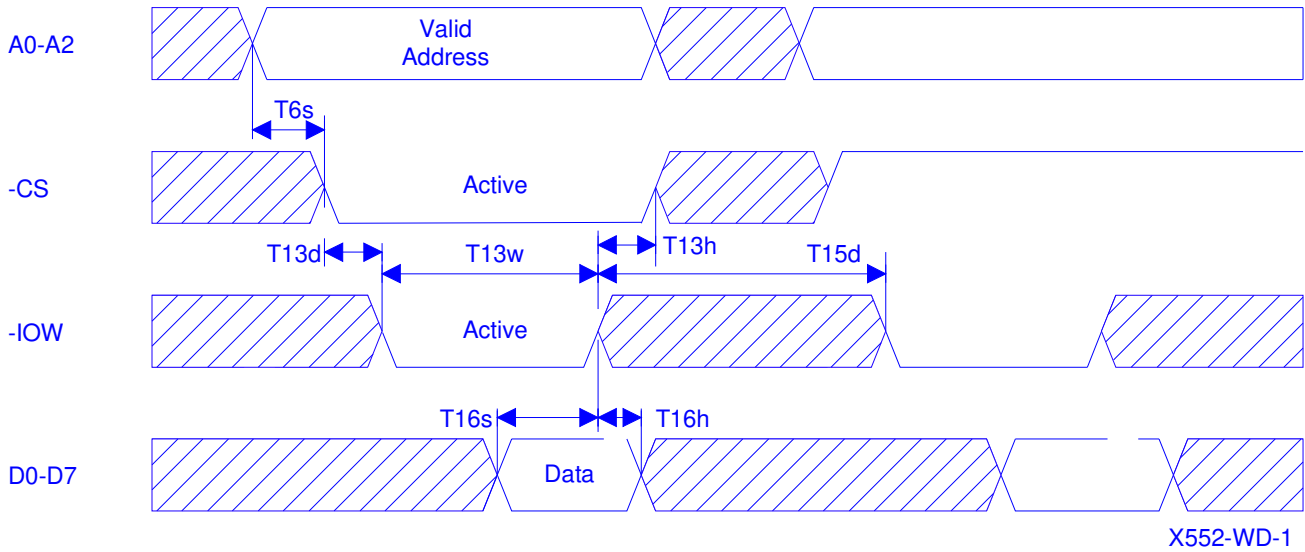 A0-A2
Valid
Address
T6s
-CS
Active
T13d
T13w
T13h
T15d
-IOW
Active
T16s
T16h
D0-D7
Data
X552-WD-1